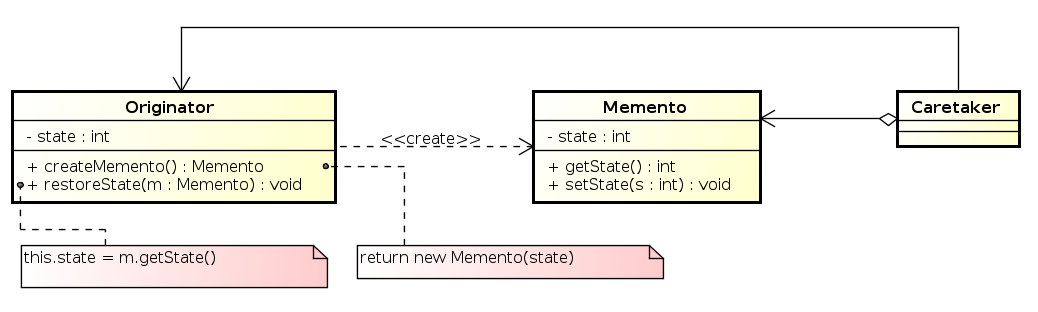 Originator
- state : int
+ createMemento() : Memento
+ restoreState(m : Memento) : void
<<create>>
Memento
- state : int
+ getState() : int
+ setState(s : int) : void
Caretaker
this.state = m.getState()
return new Memento(state)